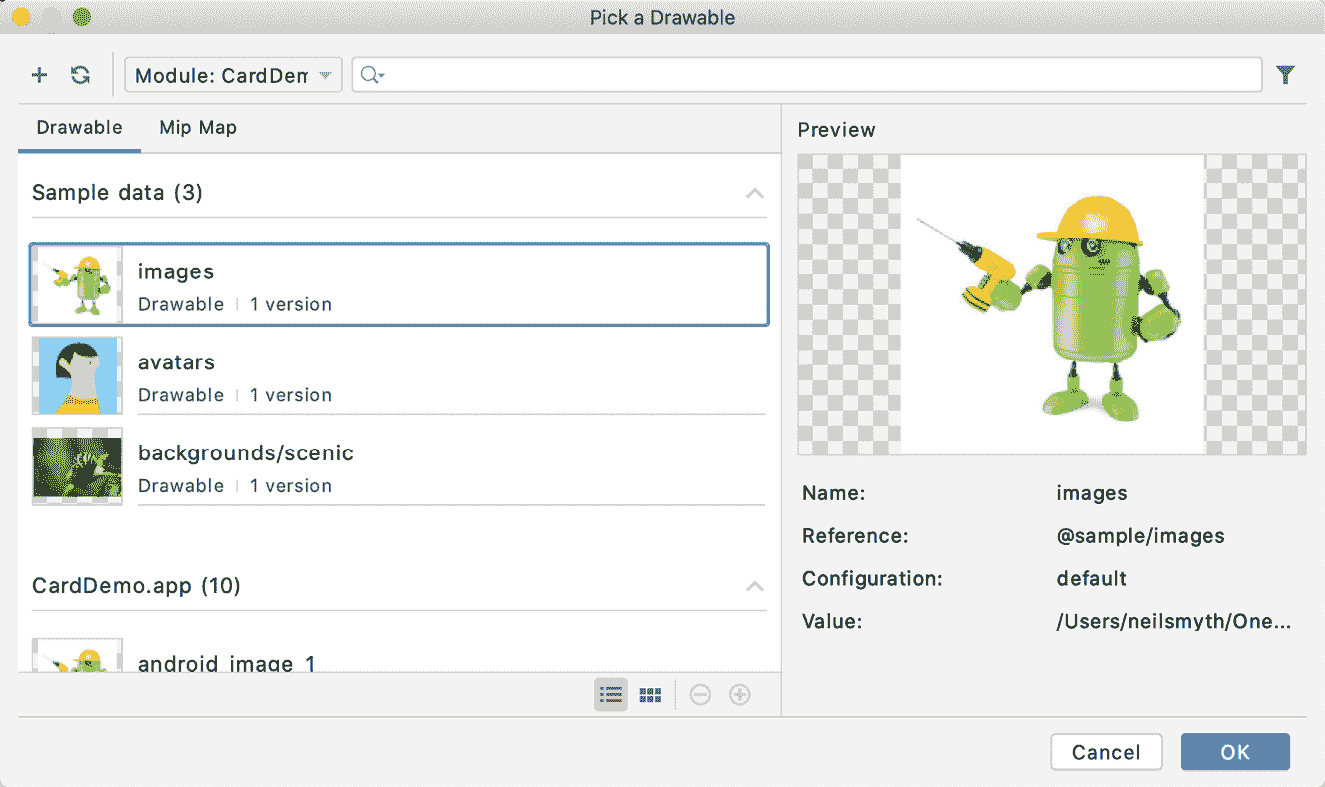 Pick a Drawable
Module: CardDem
Drawable Mip Map
Sample data (3)
images
Drawable | 1 version
avatars
Drawable | 1 version
backgrounds/scenic
Drawable | 1 version
CardDemo.app (10)
android_image_1
Preview
Name: images
Reference: @sample/images
Configuration: default
Value: /Users/neilsmyth/One...
Cancel OK